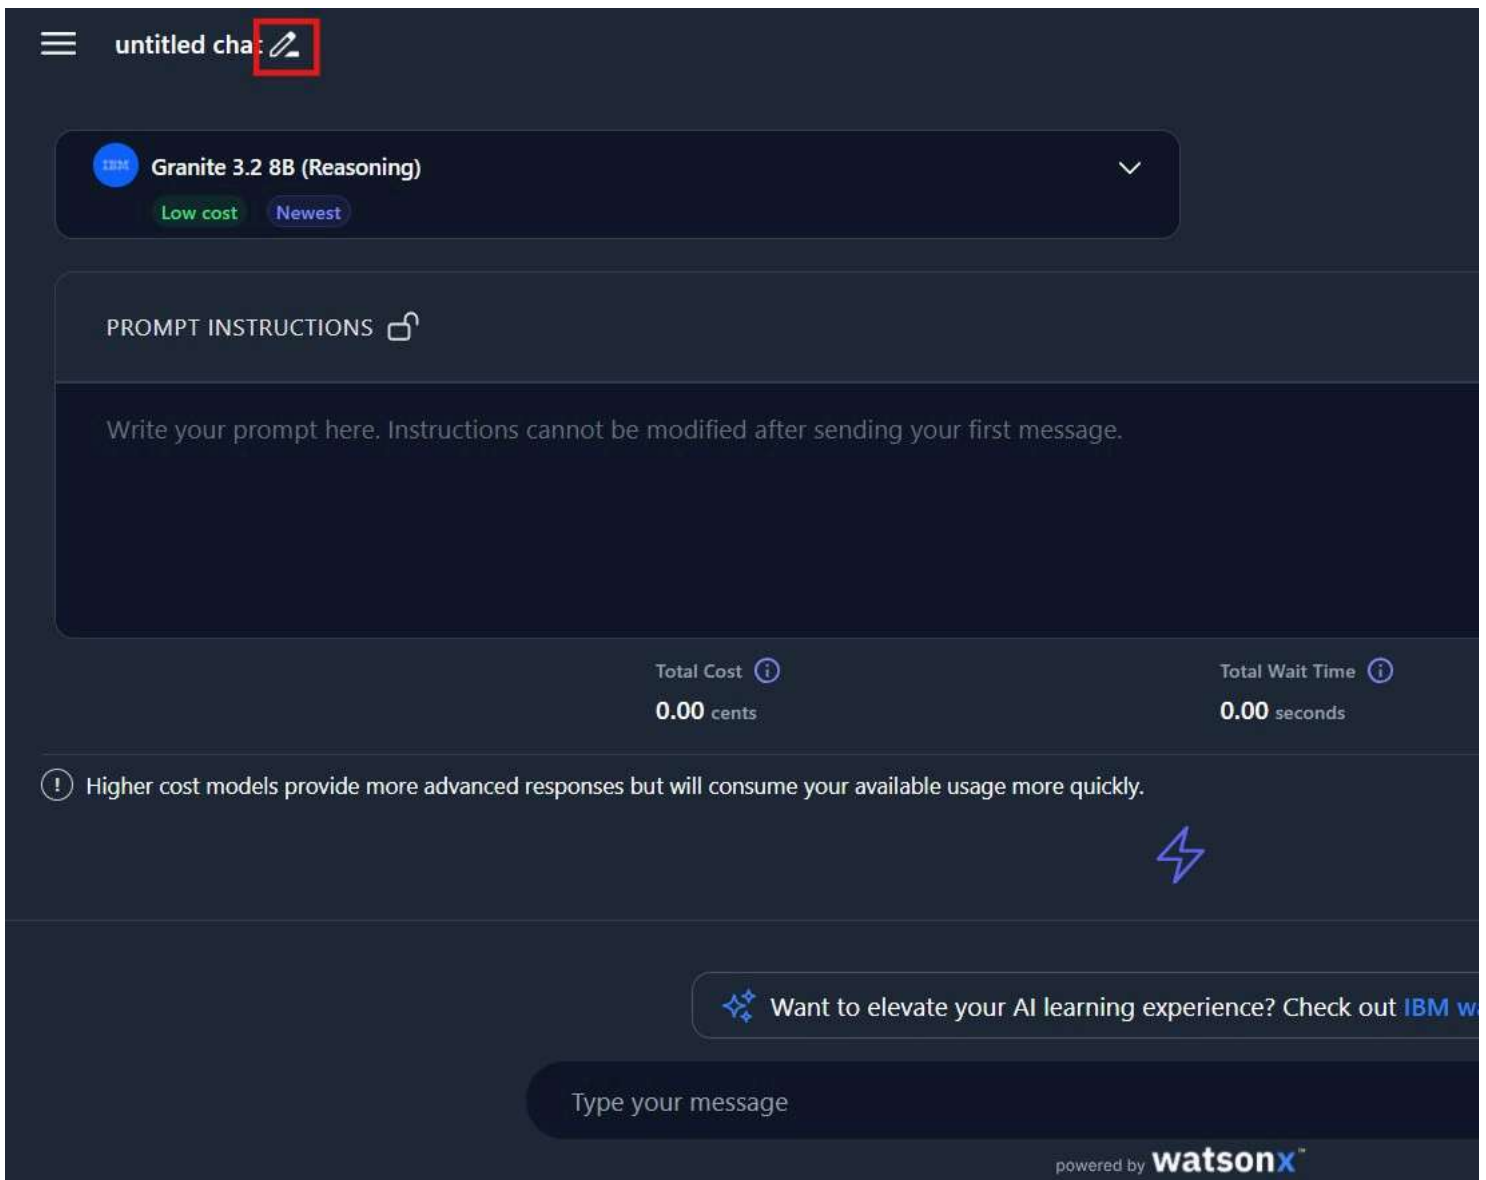 untitled chat
IBM
Granite 3.2 8B (Reasoning)
Low cost Newest
PROMPT INSTRUCTIONS
Write your prompt here. Instructions cannot be modified after sending your first message.
Total Cost Total Wait Time
0.00 cents 0.00 seconds
Higher cost models provide more advanced responses but will consume your available usage more quickly.
Want to elevate your AI learning experience? Check out IBM
Type your message
powered by watsonx™